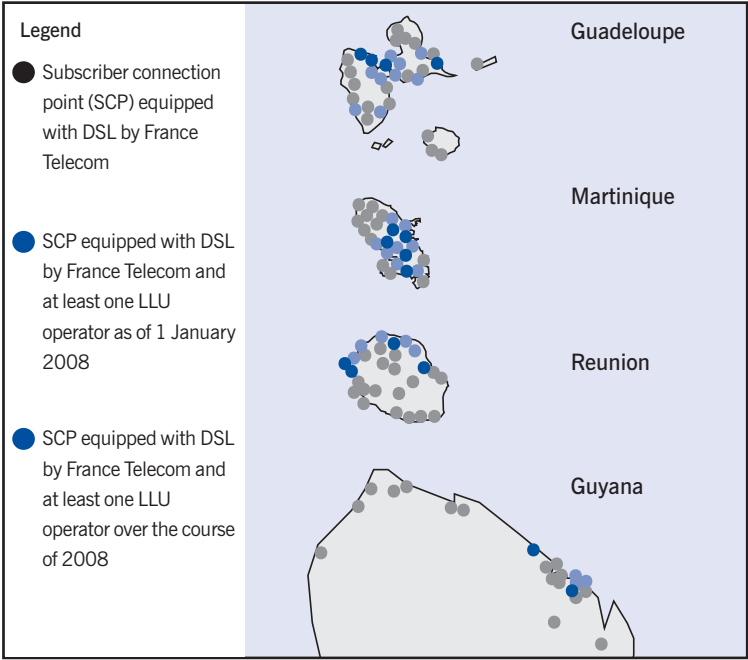 Legend
Subscriber connection
point (SCP) equipped
with DSL by France
Telecom
SCP equipped with DSL
by France Telecom and
at least one LLU
operator as of 1 January
2008
SCP equipped with DSL
by France Telecom and
at least one LLU
operator over the course
of 2008
Guadeloupe
Martinique
Reunion
Guyana